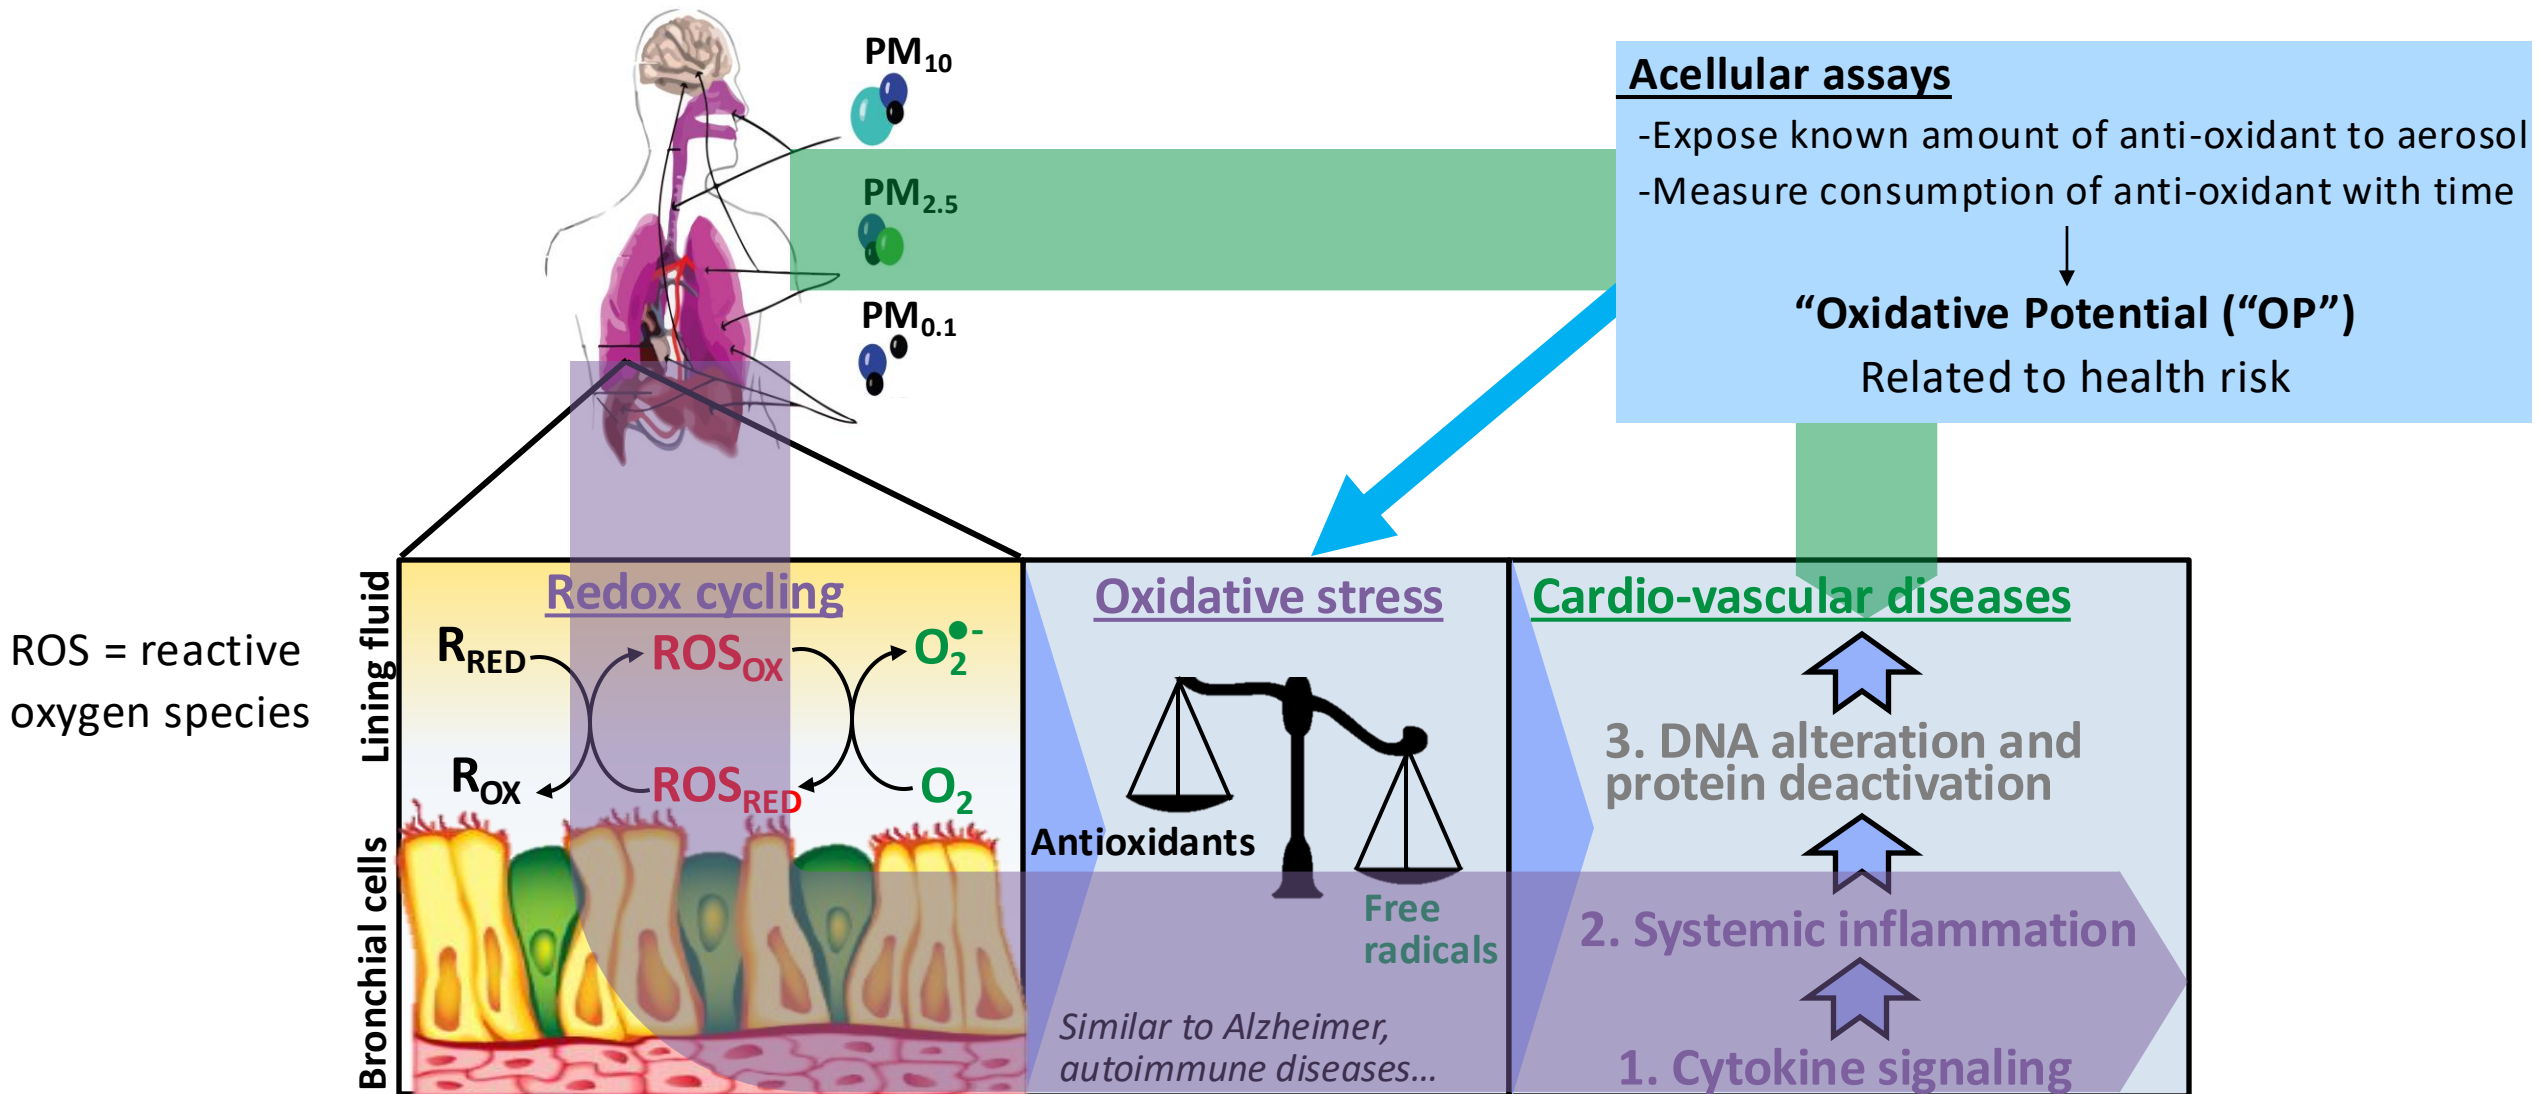 PM10
PM2.5
PM0.1
Acellular assays
-Expose known amount of anti-oxidant to aerosol
-Measure consumption of anti-oxidant with time
“Oxidative Potential (“OP”)
Related to health risk
ROS = reactive
oxygen species
Lining fluid
Bronchial cells
Redox cycling
RRED
ROSOX
O2●-
ROX
ROSRED
O2
Oxidative stress
Antioxidants
Free
radicals
Similar to Alzheimer,
autoimmune diseases...
Cardio-vascular diseases
3. DNA alteration and
protein deactivation
2. Systemic inflammation
1. Cytokine signaling